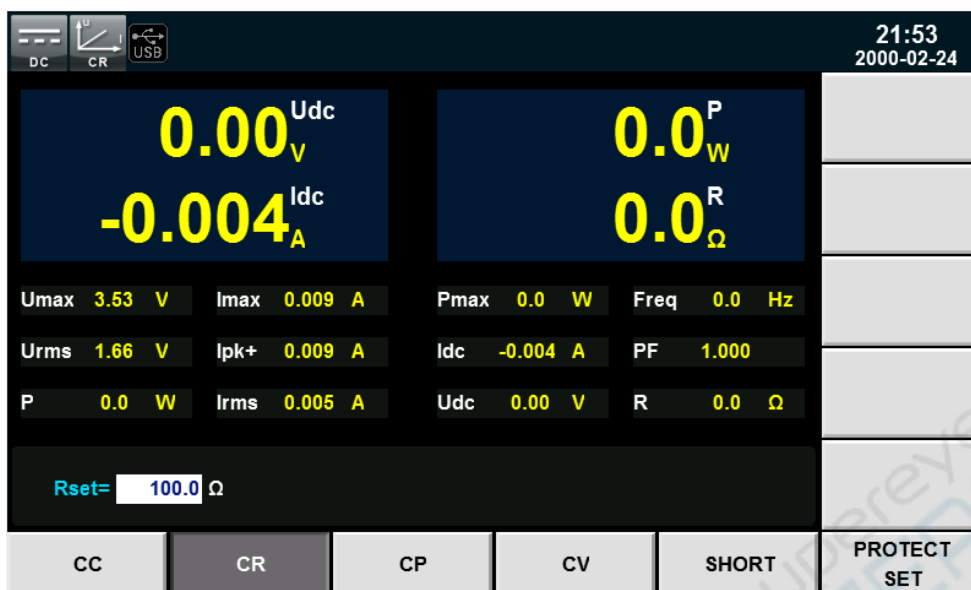 U
I
DC
CR
USB
21:53
2000-02-24
0.00 Udc V
-0.004 Idc A
0.0 P W
0.0 R Ω
Umax 3.53 V Imax 0.009 A Pmax 0.0 W Freq 0.0 Hz
Urms 1.66 V Ipk+ 0.009 A Idc -0.004 A PF 1.000
P 0.0 W Irms 0.005 A Udc 0.00 V R 0.0 Ω
Rset= 100.0 Ω
CC CR CP CV SHORT PROTECT
SET